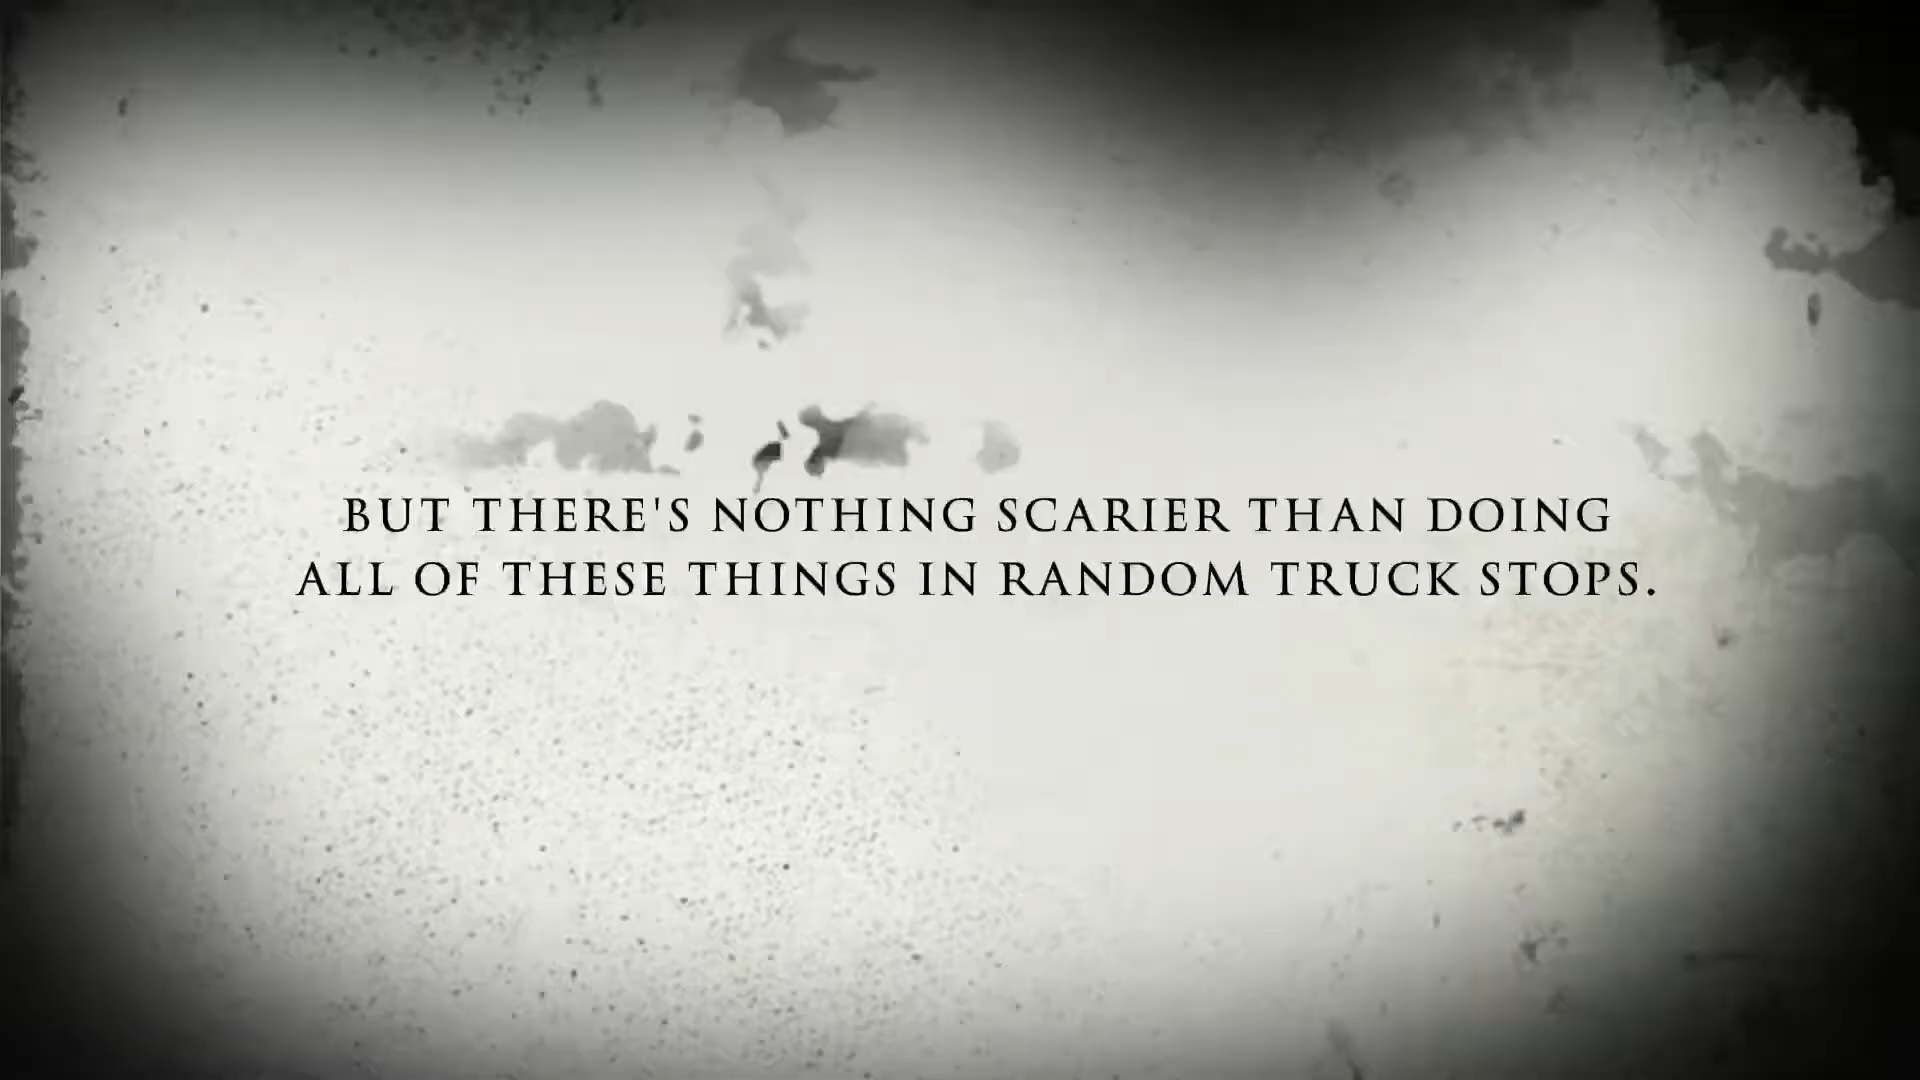 BUT THERE'S NOTHING SCARIER THAN DOING
ALL OF THESE THINGS IN RANDOM TRUCK STOPS.